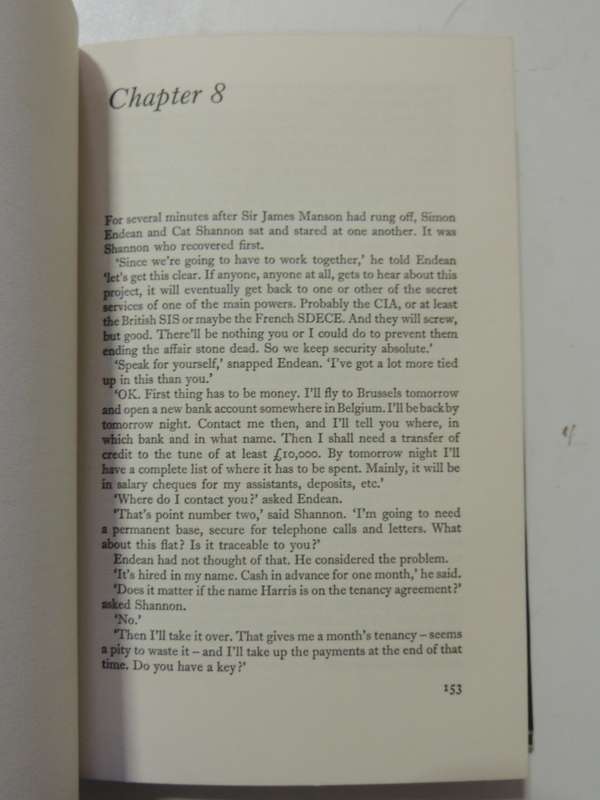 Chapter 8
For several minutes after Sir James Manson had rung off, Simon
Endean and Cat Shannon sat and stared at one another. It was
Shannon who recovered first.
‘Since we’re going to have to work together,’ he told Endean
‘let’s get this clear. If anyone, anyone at all, gets to hear about this
project, it will eventually get back to one or other of the secret
services of one of the main powers. Probably the CIA, or at least
the British SIS or maybe the French SDECE. And they will screw,
but good. There’ll be nothing you or I could do to prevent them
ending the affair stone dead. So we keep security absolute.’
‘Speak for yourself,’ snapped Endean. ‘I’ve got a lot more tied
up in this than you.’
‘OK. First thing has to be money. I’ll fly to Brussels tomorrow
and open a new bank account somewhere in Belgium. I’ll be back by
tomorrow night. Contact me then, and I’ll tell you where, in
which bank and in what name. Then I shall need a transfer of
credit to the tune of at least £10,000. By tomorrow night I’ll
have a complete list of where it has to be spent. Mainly, it will be
in salary cheques for my assistants, deposits, etc.’
‘Where do I contact you?’ asked Endean.
‘That’s point number two,’ said Shannon. ‘I’m going to need
a permanent base, secure for telephone calls and letters. What
about this flat? Is it traceable to you?’
Endean had not thought of that. He considered the problem.
‘It’s hired in my name. Cash in advance for one month,’ he said.
‘Does it matter if the name Harris is on the tenancy agreement?’
asked Shannon.
‘No.’
‘Then I’ll take it over. That gives me a month’s tenancy – seems
a pity to waste it – and I’ll take up the payments at the end of that
time. Do you have a key?’
153